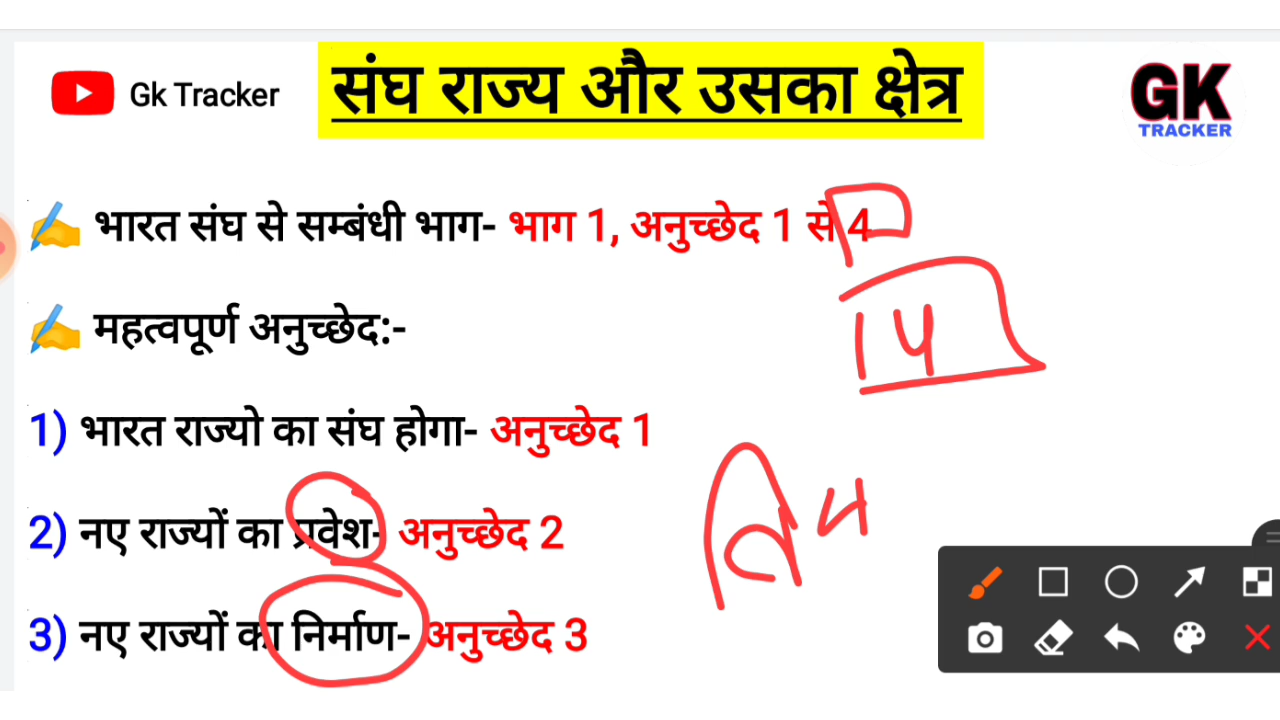 Gk Tracker
संघ राज्य और उसका क्षेत्र
GK
TRACKER
भारत संघ से सम्बंधी भाग- भाग 1, अनुच्छेद 1 से 4
महत्वपूर्ण अनुच्छेद:-
1) भारत राज्यो का संघ होगा- अनुच्छेद 1
2) नए राज्यों का प्रवेश- अनुच्छेद 2
3) नए राज्यों का निर्माण- अनुच्छेद 3